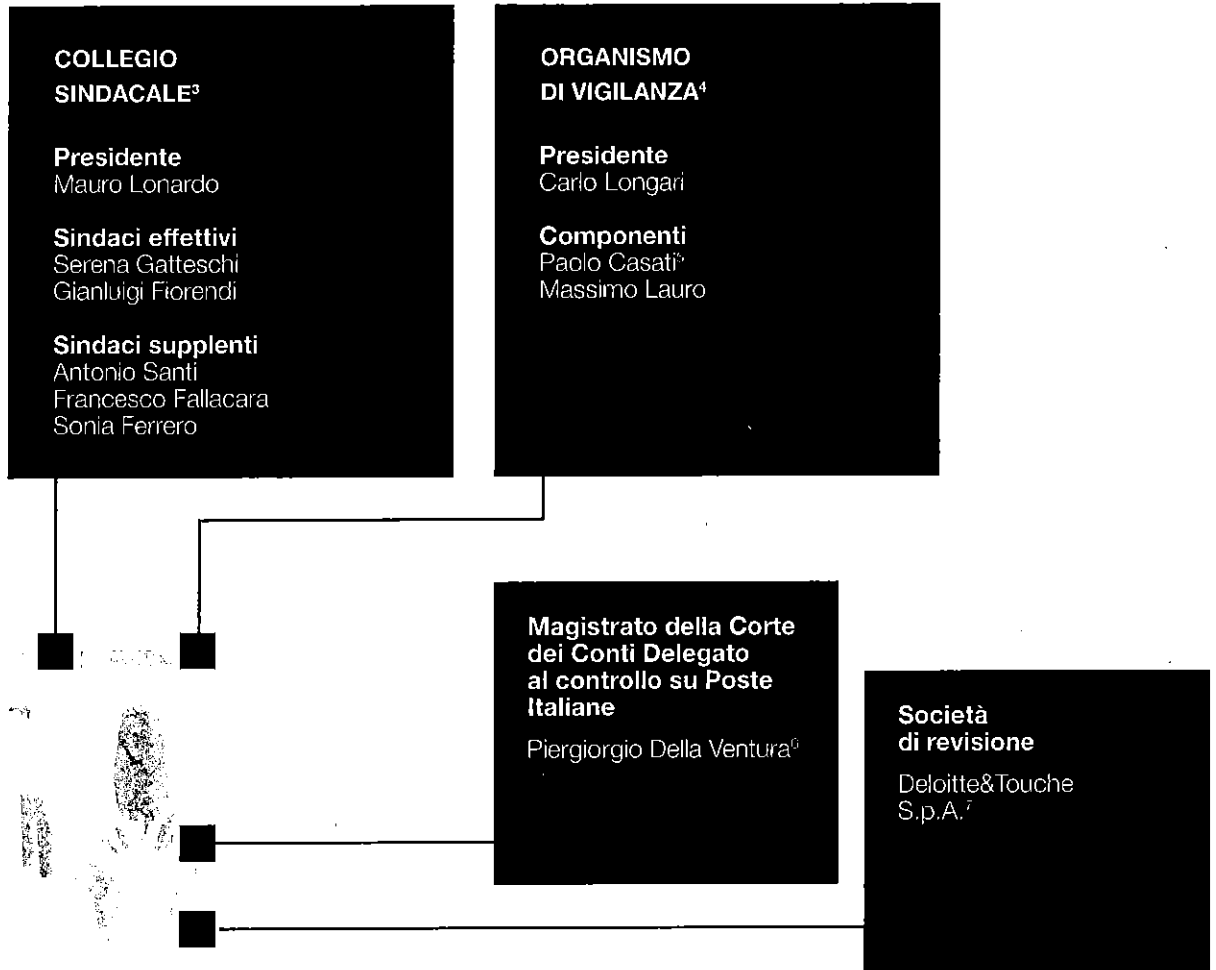 COLLEGIO
SINDACALE³
Presidente
Mauro Lonardo
Sindaci effettivi
Serena Gatteschi
Gianluigi Fiorendi
Sindaci supplenti
Antonio Santi
Francesco Fallacara
Sonia Ferrero
ORGANISMO
DI VIGILANZA⁴
Presidente
Carlo Longari
Componenti
Paolo Casati⁵
Massimo Lauro
Magistrato della Corte
dei Conti Delegato
al controllo su Poste
Italiane
Piergiorgio Della Ventura⁶
Società
di revisione
Deloitte&Touche
S.p.A.⁷